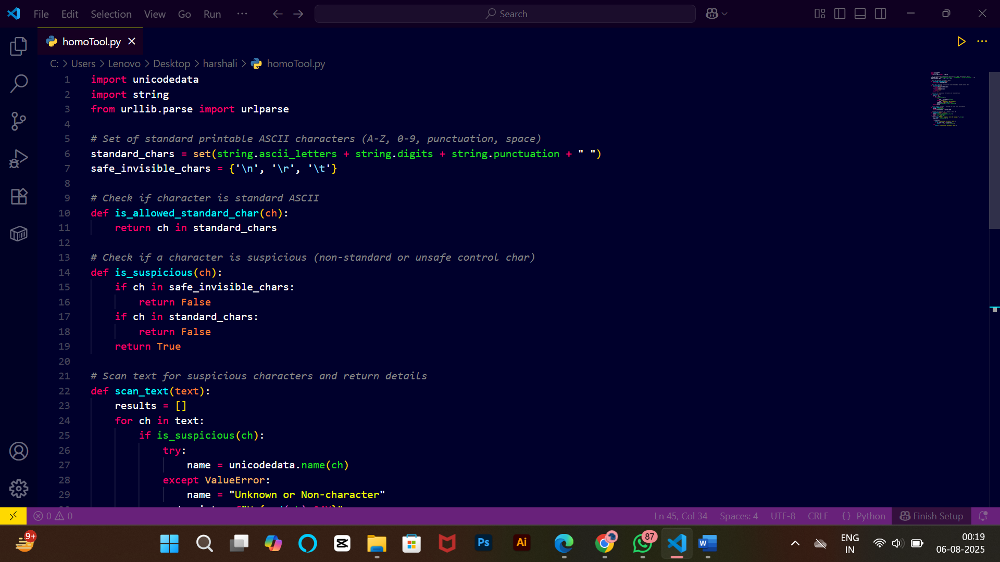 File Edit Selection View Go Run ··· Search
homoTool.py
C: > Users > Lenovo > Desktop > harshali > homoTool.py
1 import unicodedata
2 import string
3 from urllib.parse import urlparse
4
5 # Set of standard printable ASCII characters (A-Z, 0-9, punctuation, space)
6 standard_chars = set(string.ascii_letters + string.digits + string.punctuation + " ")
7 safe_invisible_chars = {'\n', '\r', '\t'}
8
9 # Check if character is standard ASCII
10 def is_allowed_standard_char(ch):
11     return ch in standard_chars
12
13 # Check if a character is suspicious (non-standard or unsafe control char)
14 def is_suspicious(ch):
15     if ch in safe_invisible_chars:
16         return False
17     if ch in standard_chars:
18         return False
19     return True
20
21 # Scan text for suspicious characters and return details
22 def scan_text(text):
23     results = []
24     for ch in text:
25         if is_suspicious(ch):
26             try:
27                 name = unicodedata.name(ch)
28             except ValueError:
29                 name = "Unknown or Non-character"
0 0 Ln 45, Col 34 Spaces: 4 UTF-8 CRLF {} Python Finish Setup
9+ Ps Ai 87 W ENG IN 00:19
06-08-2025